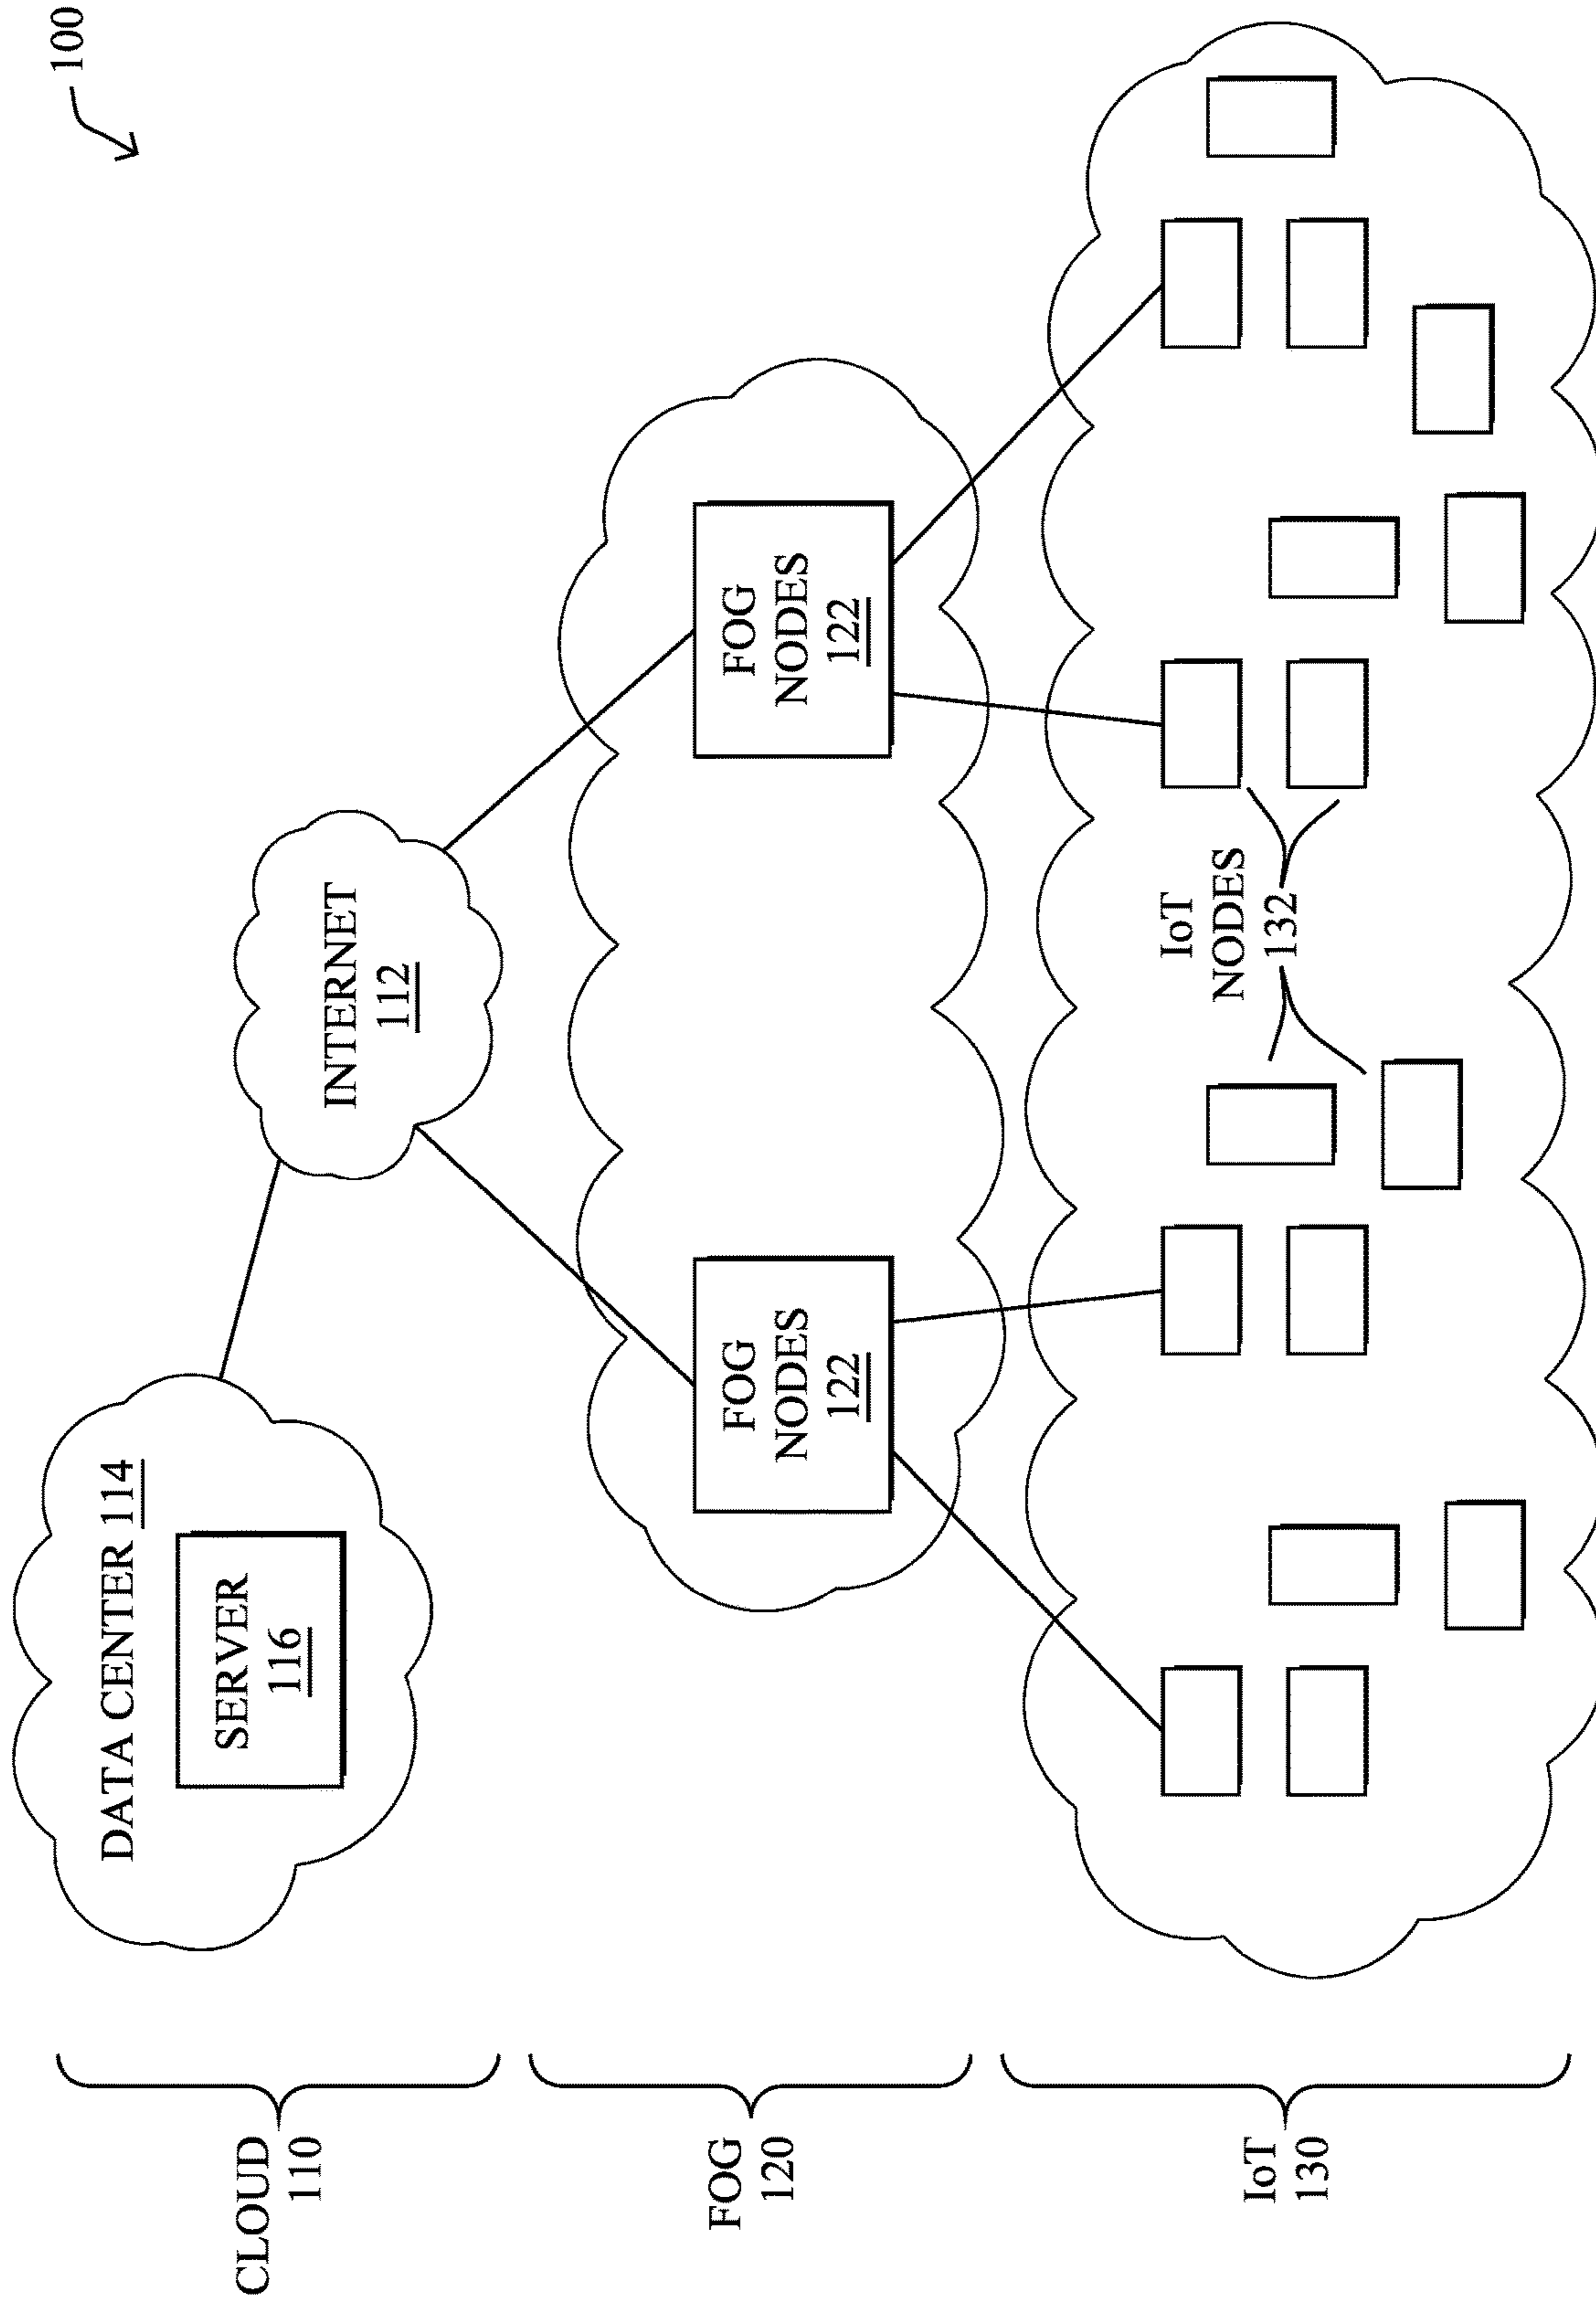 100
CLOUD
110
DATA CENTER 114
SERVER
116
INTERNET
112
FOG
120
FOG
NODES
122
FOG
NODES
122
IoT
130
IoT
NODES
132